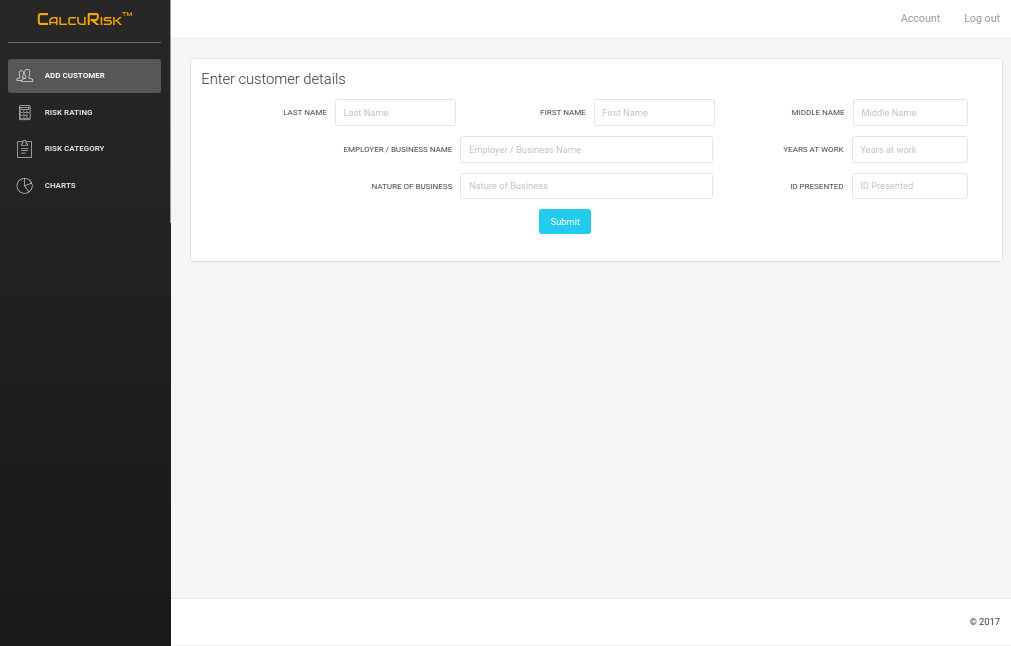 CalcuRisk™
Account Log out
ADD CUSTOMER
RISK RATING
RISK CATEGORY
CHARTS
Enter customer details
LAST NAME Last Name FIRST NAME First Name MIDDLE NAME Middle Name
EMPLOYER / BUSINESS NAME Employer / Business Name YEARS AT WORK Years at work
NATURE OF BUSINESS Nature of Business ID PRESENTED ID Presented
Submit
© 2017